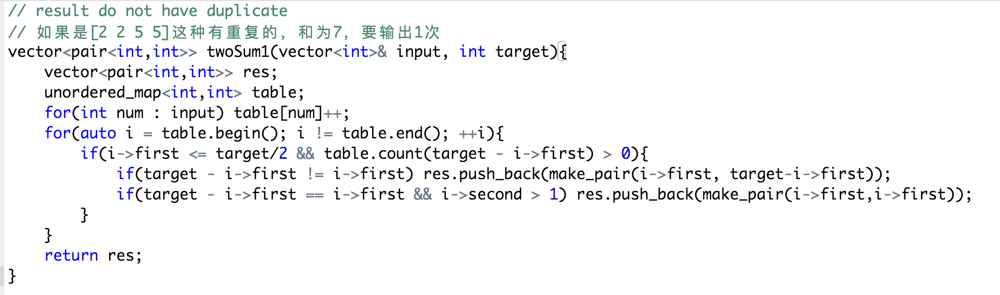 // result do not have duplicate
// 如果是[2 2 5 5]这种有重复的, 和为7, 要输出1次
vector<pair<int,int>> twoSum1(vector<int>& input, int target){
    vector<pair<int,int>> res;
    unordered_map<int,int> table;
    for(int num : input) table[num]++;
    for(auto i = table.begin(); i != table.end(); ++i){
        if(i->first <= target/2 && table.count(target - i->first) > 0){
            if(target - i->first != i->first) res.push_back(make_pair(i->first, target-i->first));
            if(target - i->first == i->first && i->second > 1) res.push_back(make_pair(i->first,i->first));
        }
    }
    return res;
}